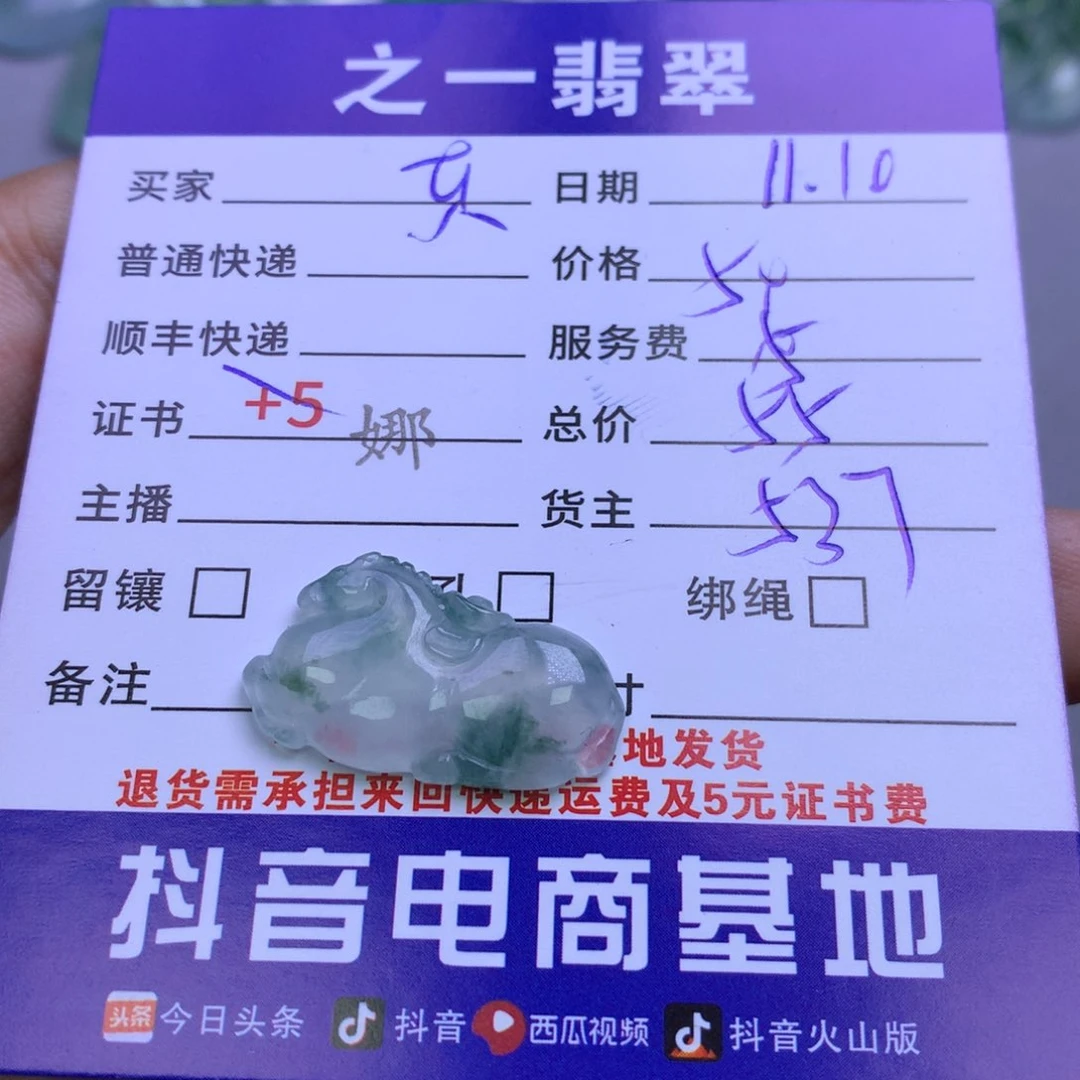 之一翡翠
买家 日期 11.10
普通快递 价格
顺丰快递 服务费
证书 +5 娜 总价
主播 货主 537
留镶 孔 绑绳
备注 寸
地发货
退货需承担来回快递运费及5元证书费
抖音电商基地
头条 今日头条 抖音 西瓜视频 抖音火山版